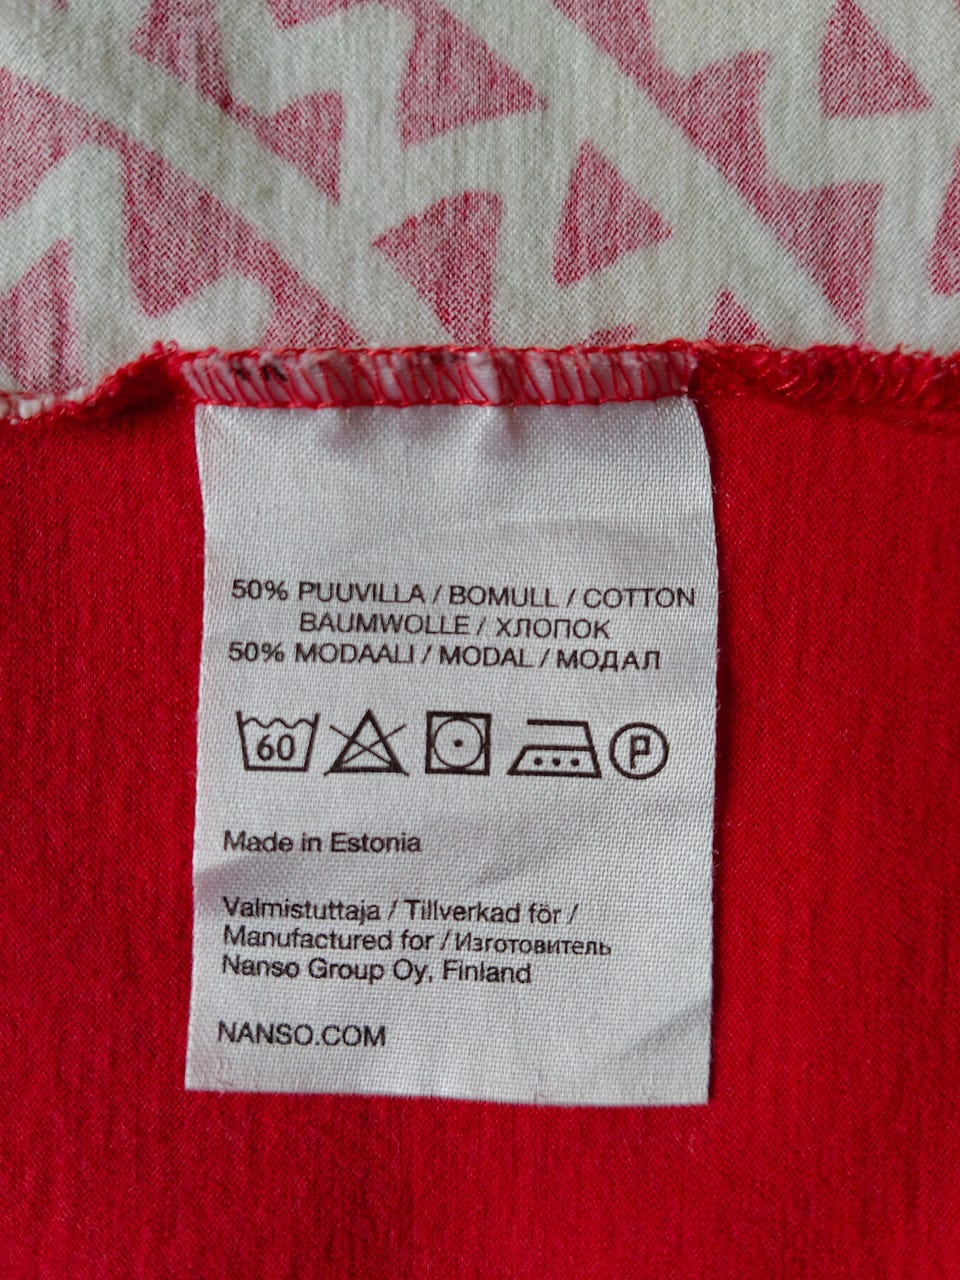 50% PUUVILLA / BOMULL / COTTON
BAUMWOLLE / ХЛОПОК
50% MODAALI / MODAL / МОДАЛ
60
P
Made in Estonia
Valmistuttaja / Tillverkad för /
Manufactured for / Изготовитель
Nanso Group Oy, Finland
NANSO.COM